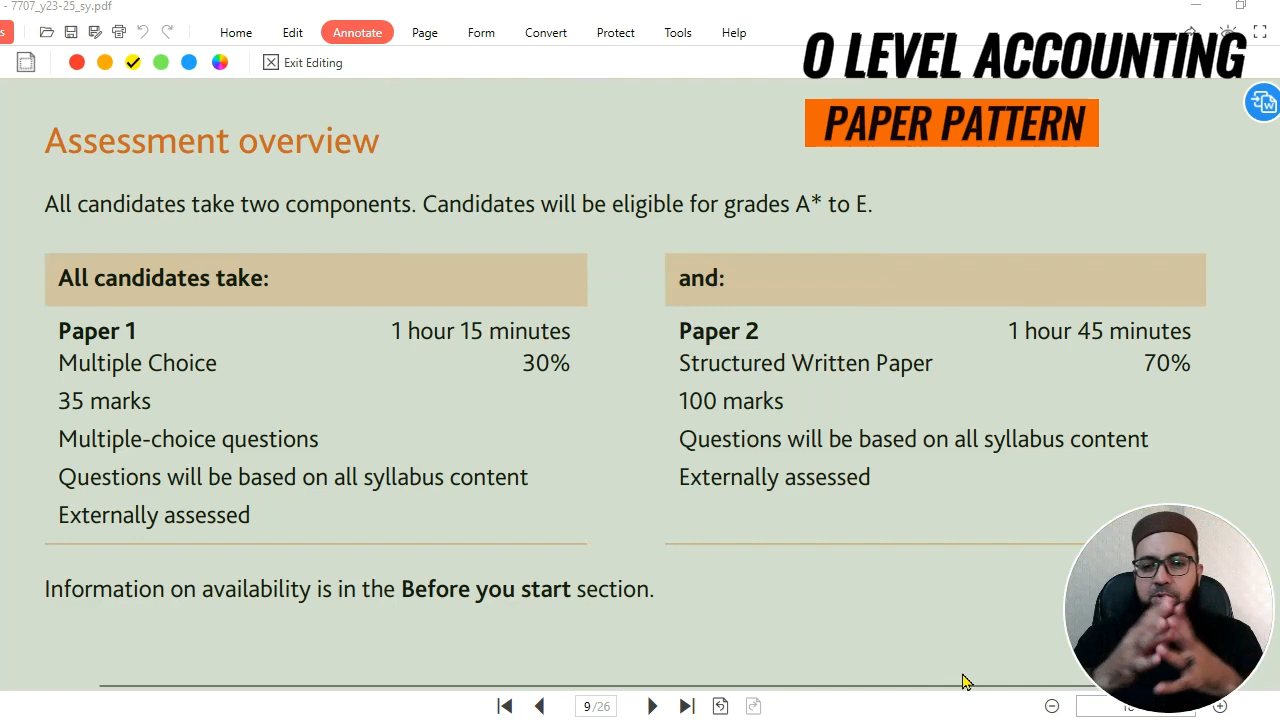 - 7707_y23-25_sy.pdf
s Home Edit Annotate Page Form Convert Protect Tools Help
Exit Editing
O LEVEL ACCOUNTING
PAPER PATTERN
Assessment overview
All candidates take two components. Candidates will be eligible for grades A* to E.
All candidates take:
Paper 1 1 hour 15 minutes
Multiple Choice 30%
35 marks
Multiple-choice questions
Questions will be based on all syllabus content
Externally assessed
and:
Paper 2 1 hour 45 minutes
Structured Written Paper 70%
100 marks
Questions will be based on all syllabus content
Externally assessed
Information on availability is in the Before you start section.
9/26